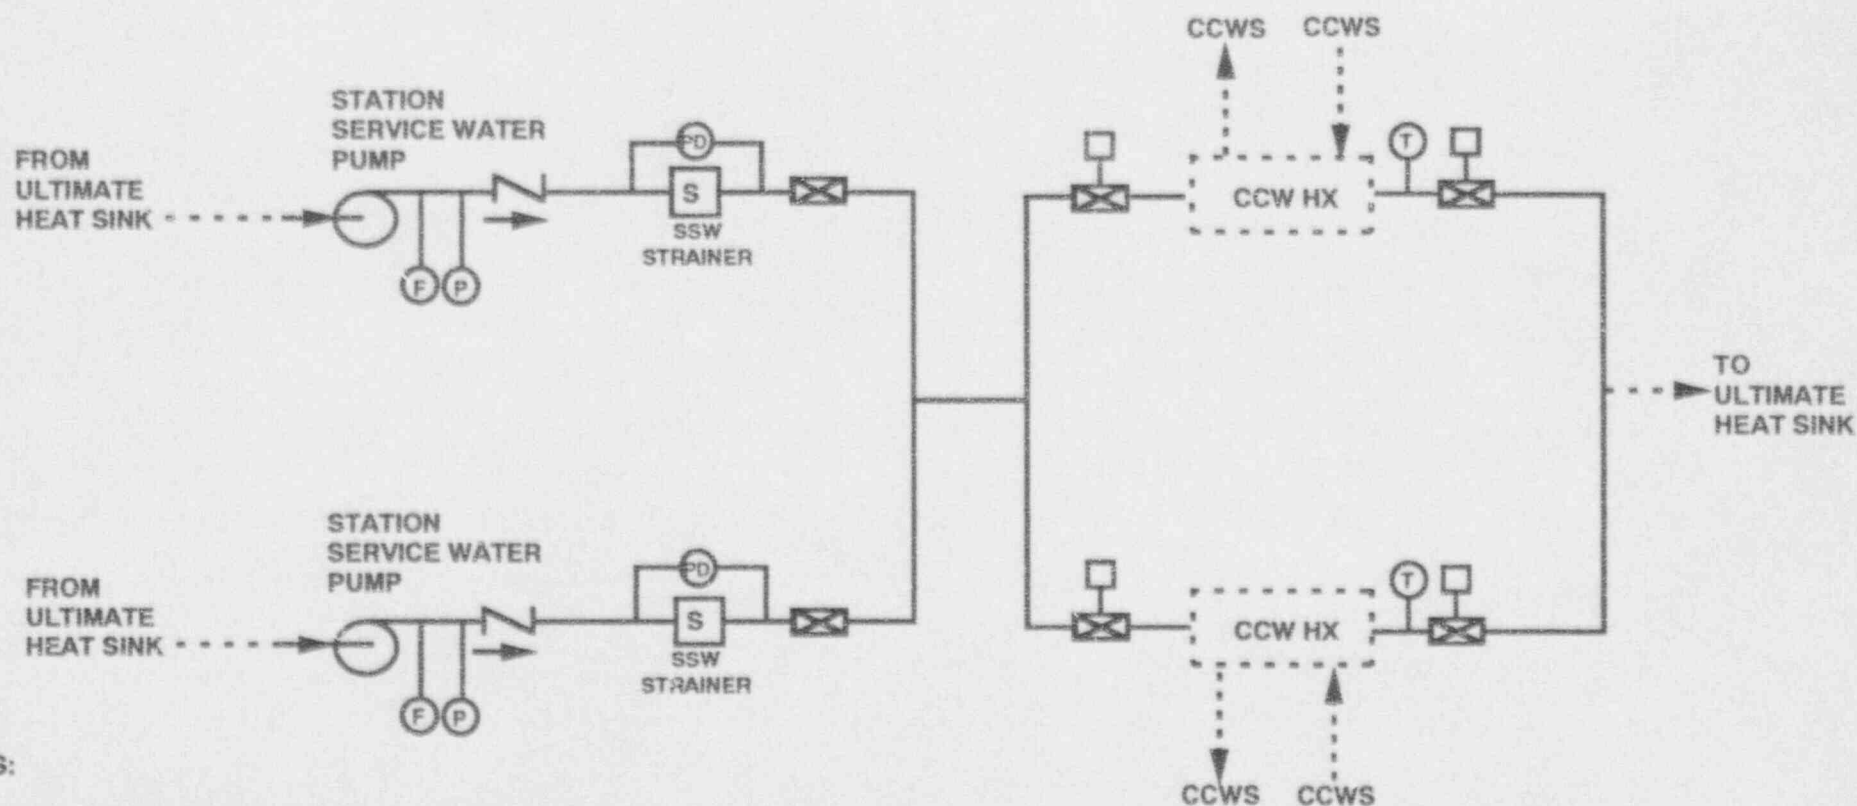 CCWS CCWS
STATION
SERVICE WATER
PUMP
FROM
ULTIMATE
HEAT SINK
PD
S
SSW
STRAINER
F P
CCW HX
T
TO
ULTIMATE
HEAT SINK
STATION
SERVICE WATER
PUMP
FROM
ULTIMATE
HEAT SINK
PD
S
SSW
STRAINER
F P
CCW HX
T
CCWS CCWS
S: